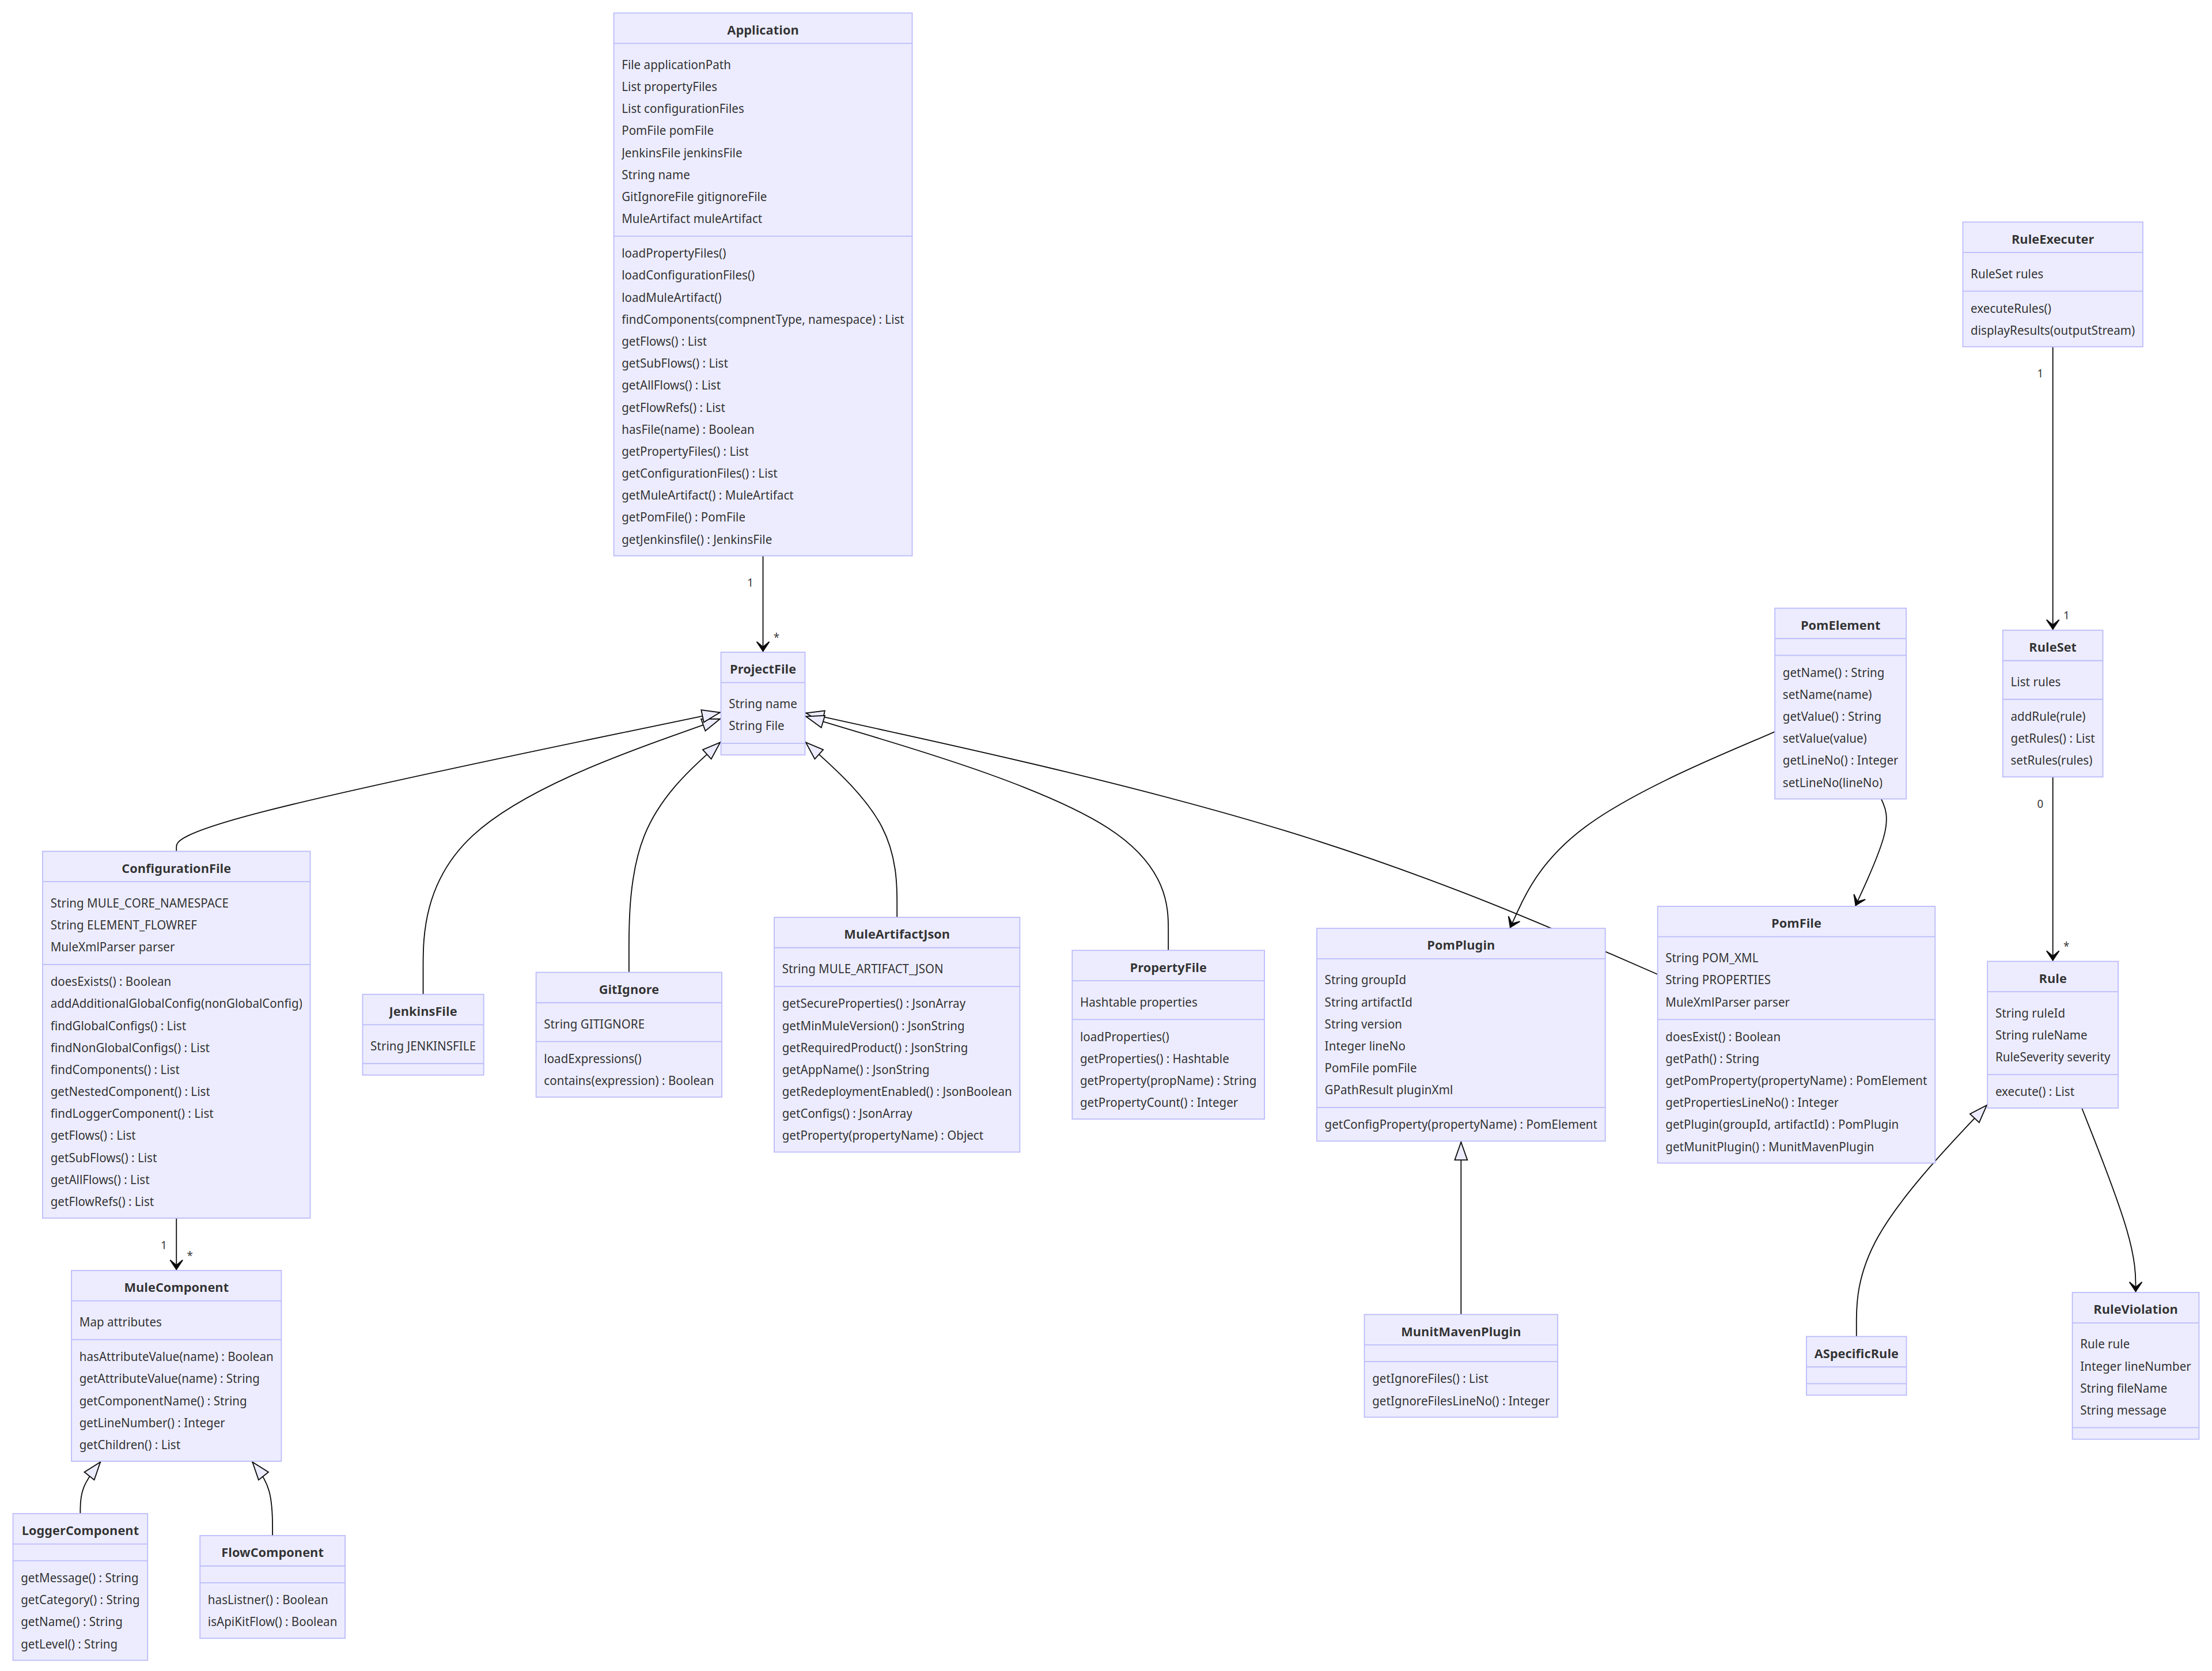 Application
File applicationPath
List propertyFiles
List configurationFiles
PomFile pomFile
JenkinsFile jenkinsFile
String name
GitIgnoreFile gitignoreFile
MuleArtifact muleArtifact
loadPropertyFiles()
loadConfigurationFiles()
loadMuleArtifact()
findComponents(compnentType, namespace) : List
getFlows() : List
getSubFlows() : List
getAllFlows() : List
getFlowRefs() : List
hasFile(name) : Boolean
getPropertyFiles() : List
getConfigurationFiles() : List
getMuleArtifact() : MuleArtifact
getPomFile() : PomFile
getJenkinsfile() : JenkinsFile
1
*
RuleExecuter
RuleSet rules
executeRules()
displayResults(outputStream)
1
1
ProjectFile
String name
String File
PomElement
getName() : String
setName(name)
getValue() : String
setValue(value)
getLineNo() : Integer
setLineNo(lineNo)
RuleSet
List rules
addRule(rule)
getRules() : List
setRules(rules)
0
*
ConfigurationFile
String MULE_CORE_NAMESPACE
String ELEMENT_FLOWREF
MuleXmlParser parser
doesExists() : Boolean
addAdditionalGlobalConfig(nonGlobalConfig)
findGlobalConfigs() : List
findNonGlobalConfigs() : List
findComponents() : List
getNestedComponent() : List
findLoggerComponent() : List
getFlows() : List
getSubFlows() : List
getAllFlows() : List
getFlowRefs() : List
1
*
JenkinsFile
String JENKINSFILE
GitIgnore
String GITIGNORE
loadExpressions()
contains(expression) : Boolean
MuleArtifactJson
String MULE_ARTIFACT_JSON
getSecureProperties() : JsonArray
getMinMuleVersion() : JsonString
getRequiredProduct() : JsonString
getAppName() : JsonString
getRedeploymentEnabled() : JsonBoolean
getConfigs() : JsonArray
getProperty(propertyName) : Object
PropertyFile
Hashtable properties
loadProperties()
getProperties() : Hashtable
getProperty(propName) : String
getPropertyCount() : Integer
PomPlugin
String groupId
String artifactId
String version
Integer lineNo
PomFile pomFile
GPathResult pluginXml
getConfigProperty(propertyName) : PomElement
PomFile
String POM_XML
String PROPERTIES
MuleXmlParser parser
doesExist() : Boolean
getPath() : String
getPomProperty(propertyName) : PomElement
getPropertiesLineNo() : Integer
getPlugin(groupId, artifactId) : PomPlugin
getMunitPlugin() : MunitMavenPlugin
Rule
String ruleId
String ruleName
RuleSeverity severity
execute() : List
MuleComponent
Map attributes
hasAttributeValue(name) : Boolean
getAttributeValue(name) : String
getComponentName() : String
getLineNumber() : Integer
getChildren() : List
MunitMavenPlugin
getIgnoreFiles() : List
getIgnoreFilesLineNo() : Integer
ASpecificRule
RuleViolation
Rule rule
Integer lineNumber
String fileName
String message
LoggerComponent
getMessage() : String
getCategory() : String
getName() : String
getLevel() : String
FlowComponent
hasListner() : Boolean
isApiKitFlow() : Boolean